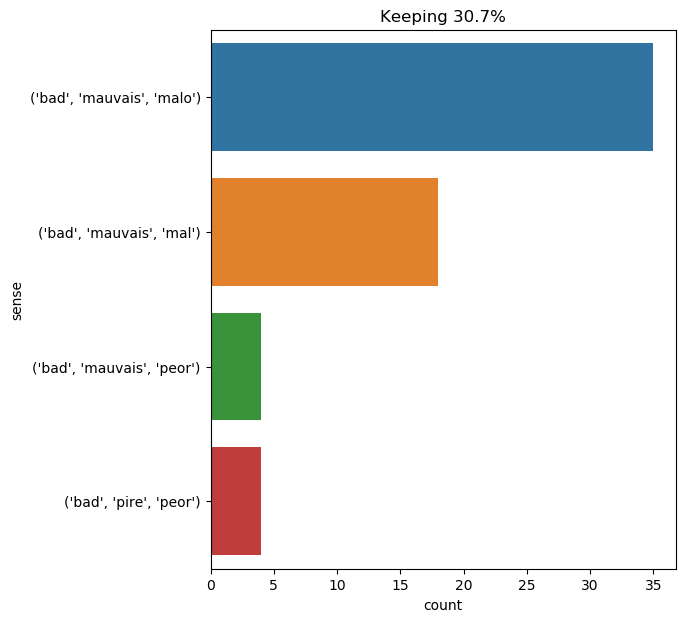 Keeping 30.7%
('bad', 'mauvais', 'malo')
('bad', 'mauvais', 'mal')
('bad', 'mauvais', 'peor')
('bad', 'pire', 'peor')
sense
0 5 10 15 20 25 30 35
count